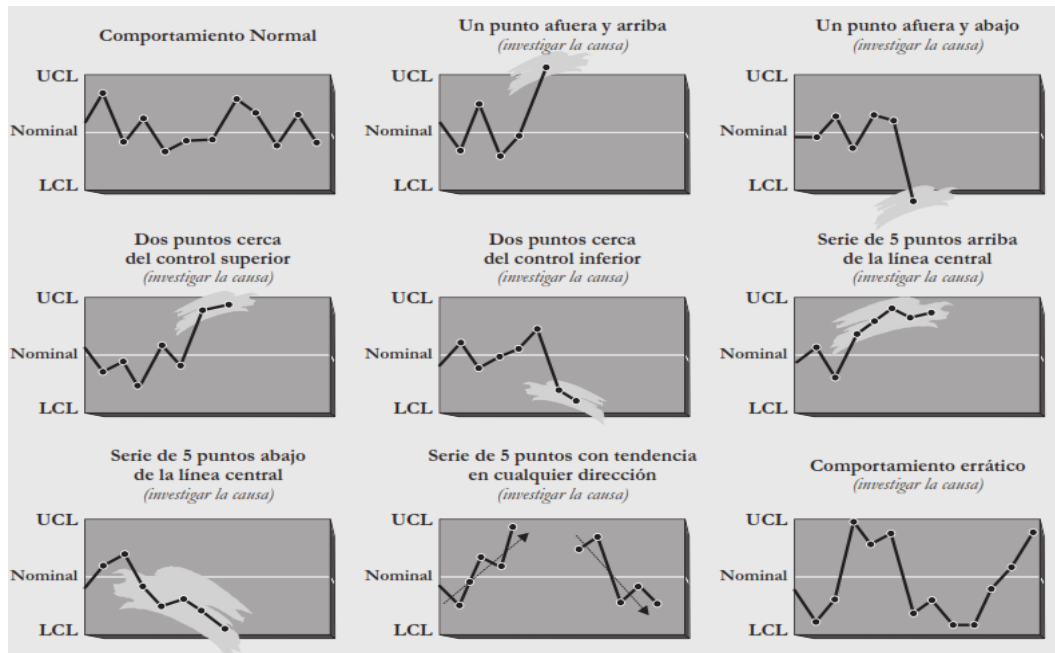 Comportamiento Normal
UCL
Nominal
LCL
Un punto afuera y arriba
(investigar la causa)
UCL
Nominal
LCL
Un punto afuera y abajo
(investigar la causa)
UCL
Nominal
LCL
Dos puntos cerca
del control superior
(investigar la causa)
UCL
Nominal
LCL
Dos puntos cerca
del control inferior
(investigar la causa)
UCL
Nominal
LCL
Serie de 5 puntos arriba
de la línea central
(investigar la causa)
UCL
Nominal
LCL
Serie de 5 puntos abajo
de la línea central
(investigar la causa)
UCL
Nominal
LCL
Serie de 5 puntos con tendencia
en cualquier dirección
(investigar la causa)
UCL
Nominal
LCL
Comportamiento errático
(investigar la causa)
UCL
Nominal
LCL